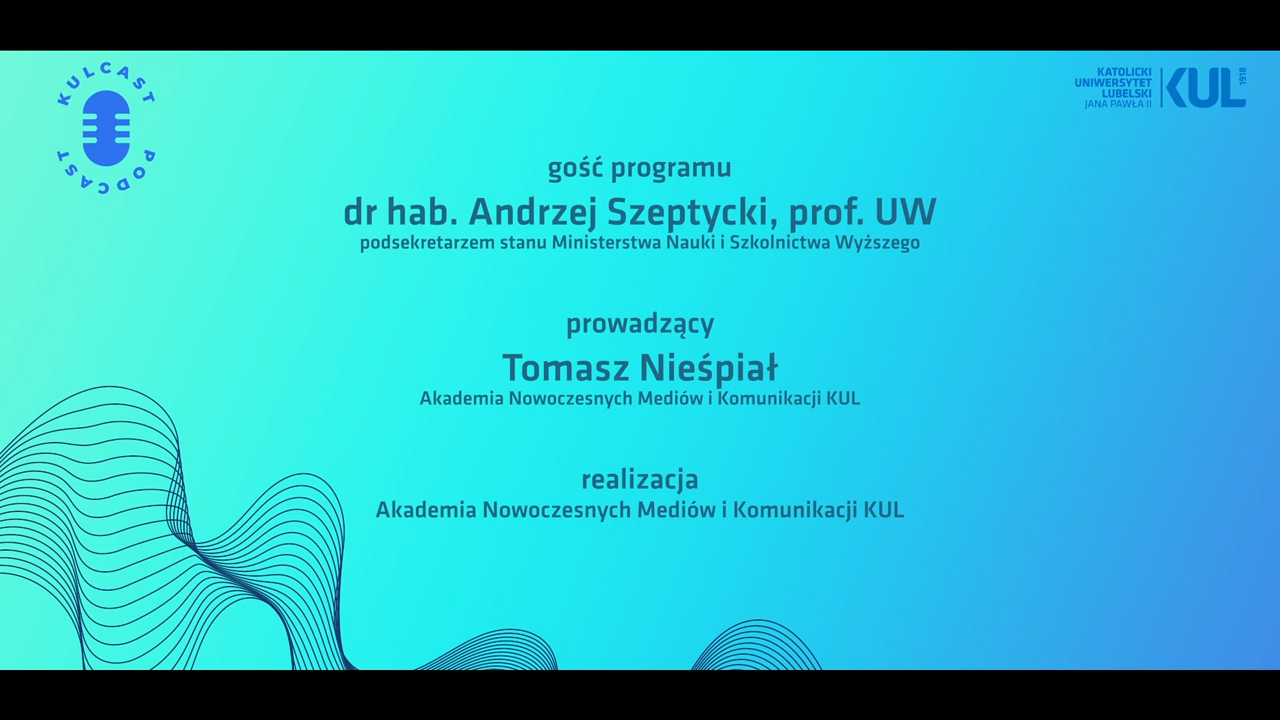 KULCAST
PODCAST
KATOLICKI
UNIWERSYTET
LUBELSKI
JANA PAWŁA II
KUL
1918
gość programu
dr hab. Andrzej Szeptycki, prof. UW
podsekretarzem stanu Ministerstwa Nauki i Szkolnictwa Wyższego
prowadzący
Tomasz Nieśpiał
Akademia Nowoczesnych Mediów i Komunikacji KUL
realizacja
Akademia Nowoczesnych Mediów i Komunikacji KUL